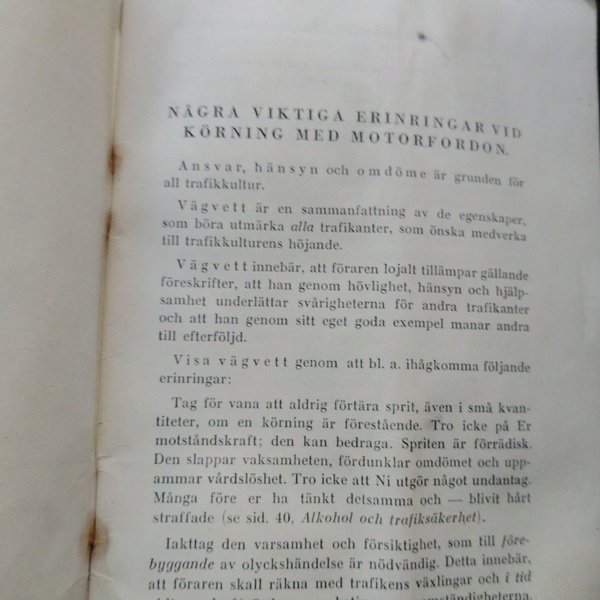 NÅGRA VIKTIGA ERINRINGAR VID
KÖRNING MED MOTORFORDON.
Ansvar, hänsyn och omdöme är grunden för
all trafikkultur.
Vägvett är en sammanfattning av de egenskaper,
som böra utmärka alla trafikanter, som önska medverka
till trafikkulturens höjande.
Vägvett innebär, att föraren lojalt tillämpar gällande
föreskrifter, att han genom hövlighet, hänsyn och hjälp-
samhet underlättar svårigheterna för andra trafikanter
och att han genom sitt eget goda exempel manar andra
till efterföljd.
Visa vägvett genom att bl. a. ihågkomma följande
erinringar:
Tag för vana att aldrig förtära sprit, även i små kvan-
titeter, om en körning är förestående. Tro icke på Er
motståndskraft; den kan bedraga. Spriten är förrädisk.
Den slappar vaksamheten, fördunklar omdömet och upp-
ammar vårdslöshet. Tro icke att Ni utgör något undantag.
Många före er ha tänkt detsamma och — blivit hårt
straffade (se sid. 40, Alkohol och trafiksäkerhet).
Iakttag den varsamhet och försiktighet, som till före-
byggande av olyckshändelse är nödvändig. Detta innebär,
att föraren skall räkna med trafikens växlingar och i tid